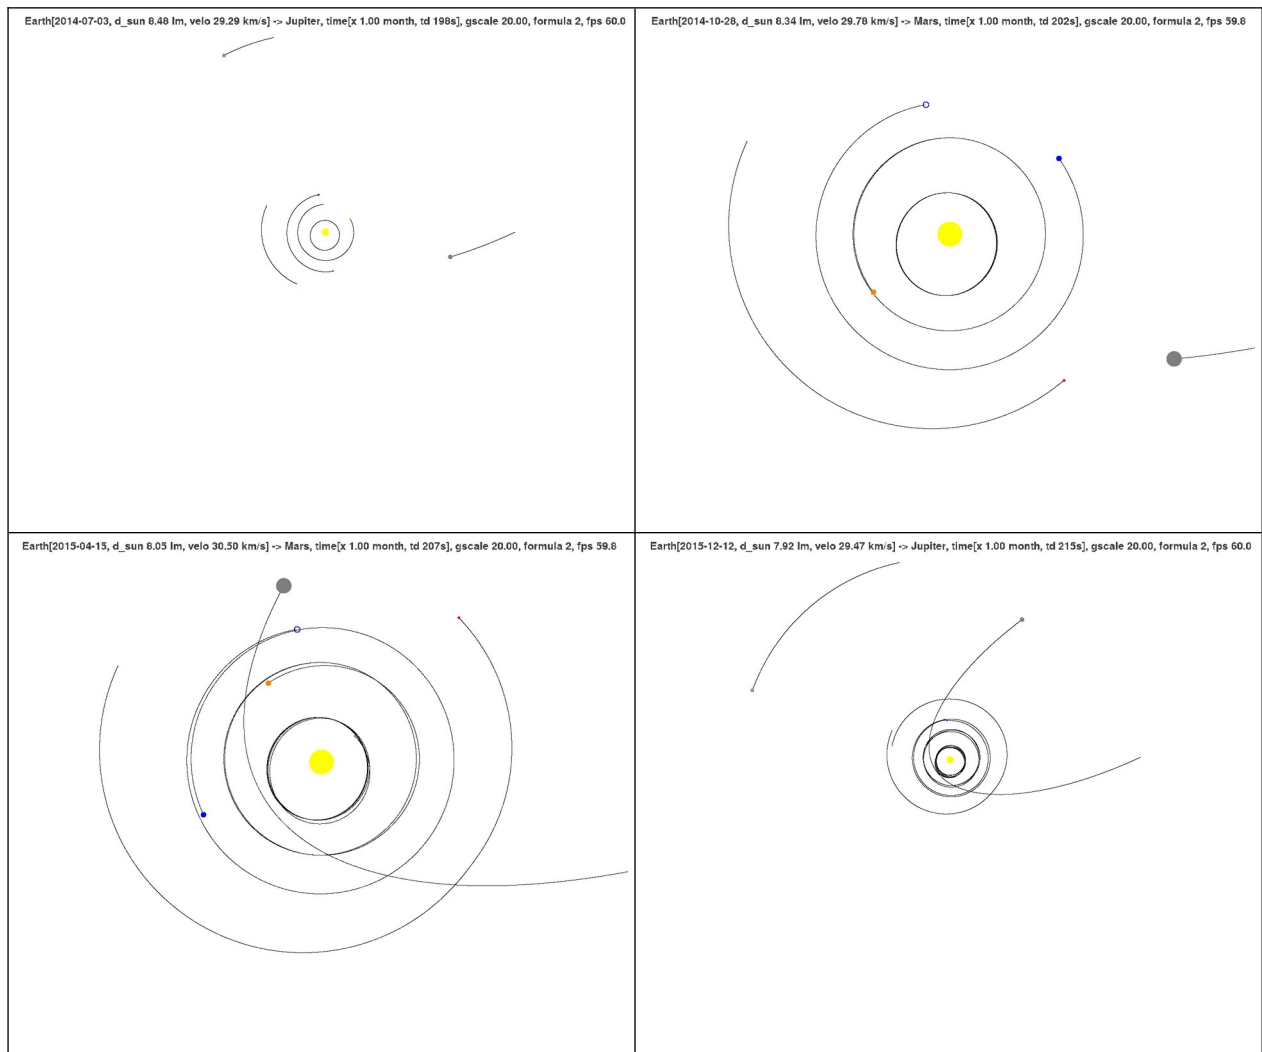 Earth[2014-07-03, d_sun 8.48 lm, velo 29.29 km/s] -> Jupiter, time[x 1.00 month, td 198s], gscale 20.00, formula 2, fps 60.0
Earth[2014-10-28, d_sun 8.34 lm, velo 29.78 km/s] -> Mars, time[x 1.00 month, td 202s], gscale 20.00, formula 2, fps 59.8
Earth[2015-04-15, d_sun 8.05 lm, velo 30.50 km/s] -> Mars, time[x 1.00 month, td 207s], gscale 20.00, formula 2, fps 59.8
Earth[2015-12-12, d_sun 7.92 lm, velo 29.47 km/s] -> Jupiter, time[x 1.00 month, td 215s], gscale 20.00, formula 2, fps 60.0